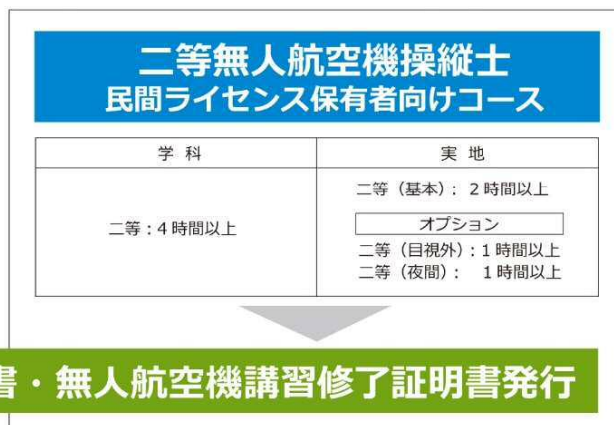 二等無人航空機操縦士
民間ライセンス保有者向けコース
学 科
実 地
二等：4 時間以上
二等（基本）： 2 時間以上
オプション
二等（目視外）：1 時間以上
二等（夜間）： 1 時間以上
書・無人航空機講習修了証明書発行